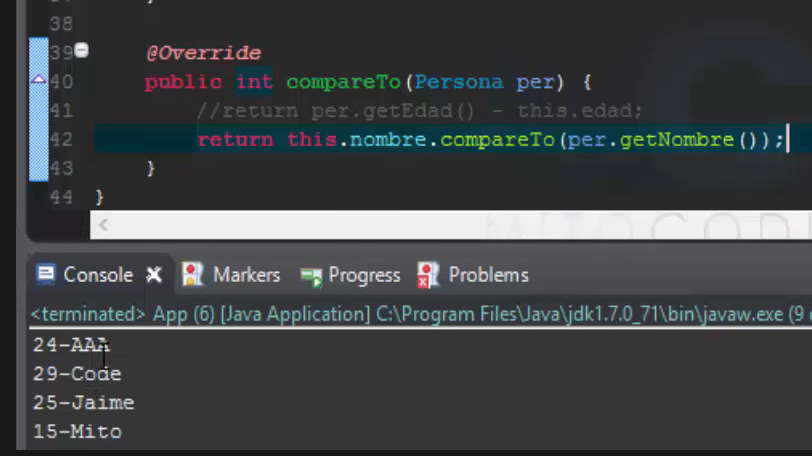 38
39 @Override
40 public int compareTo(Persona per) {
41 //return per.getEdad() - this.edad;
42 return this.nombre.compareTo(per.getNombre());
43 }
44 }
MITOCODE
Console Markers Progress Problems
<terminated> App (6) [Java Application] C:\Program Files\Java\jdk1.7.0_71\bin\javaw.exe (9
24-AAA
29-Code
25-Jaime
15-Mito